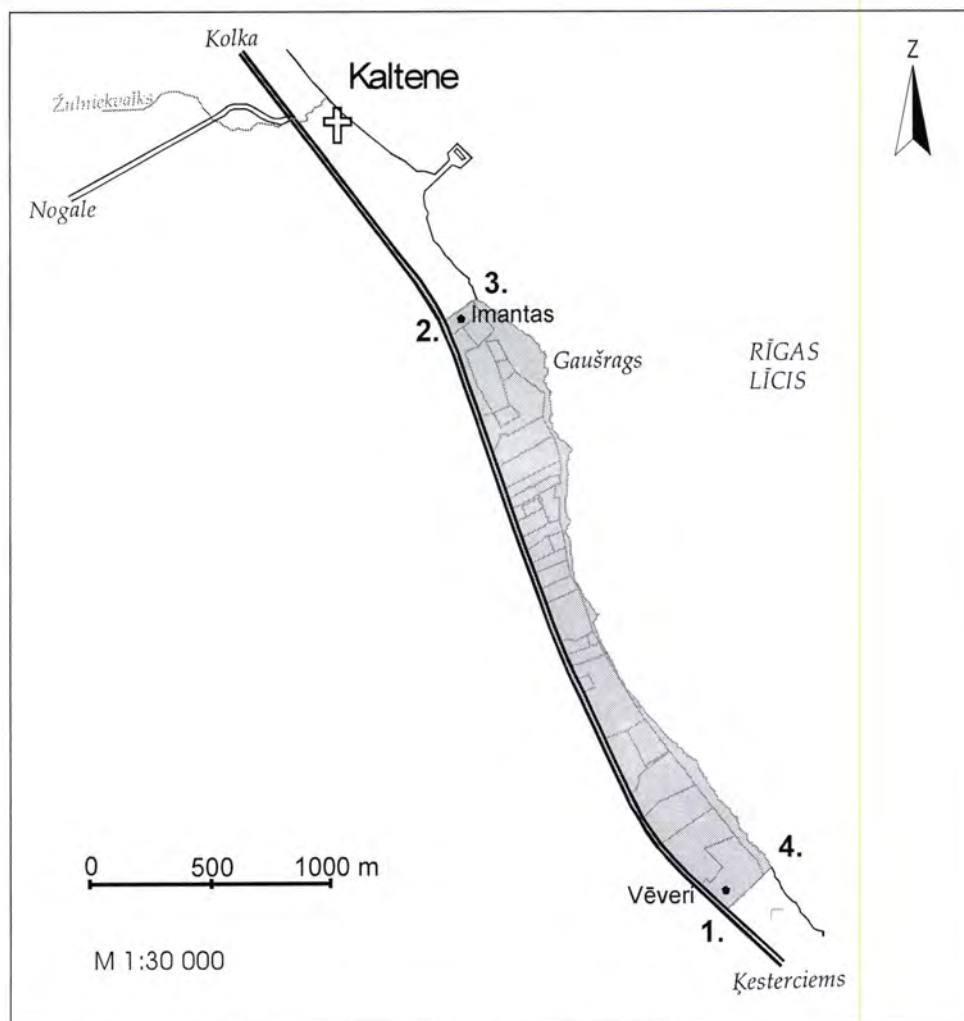 Kolka
Z
Kaltene
Žulniekvalks
Nogale
3.
Imantas
2.
Gaušrags
RĪGAS
LĪCIS
4.
0 500 1000 m
Vēveri
1.
M 1:30 000
Ķesterciems